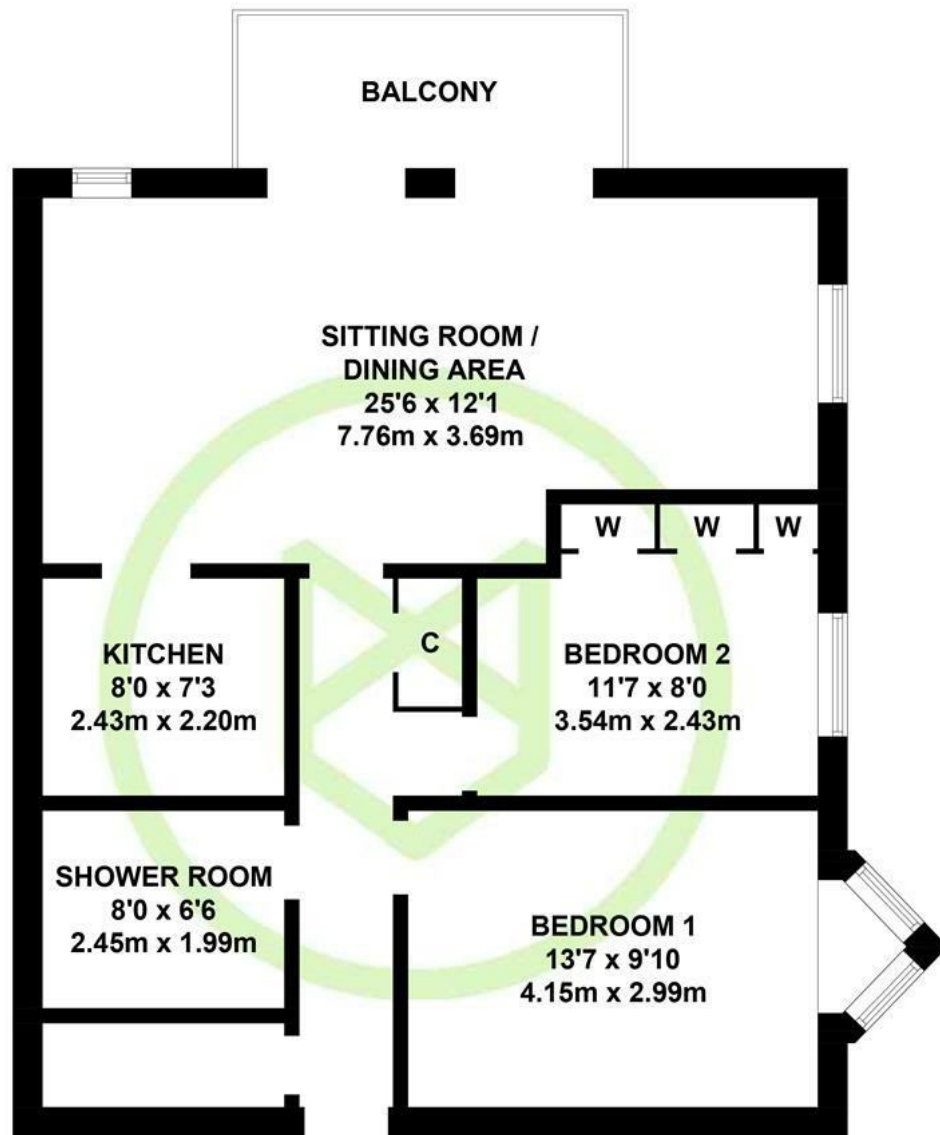 BALCONY
SITTING ROOM /
DINING AREA
25'6 x 12'1
7.76m x 3.69m
W W W
C
KITCHEN
8'0 x 7'3
2.43m x 2.20m
BEDROOM 2
11'7 x 8'0
3.54m x 2.43m
SHOWER ROOM
8'0 x 6'6
2.45m x 1.99m
BEDROOM 1
13'7 x 9'10
4.15m x 2.99m